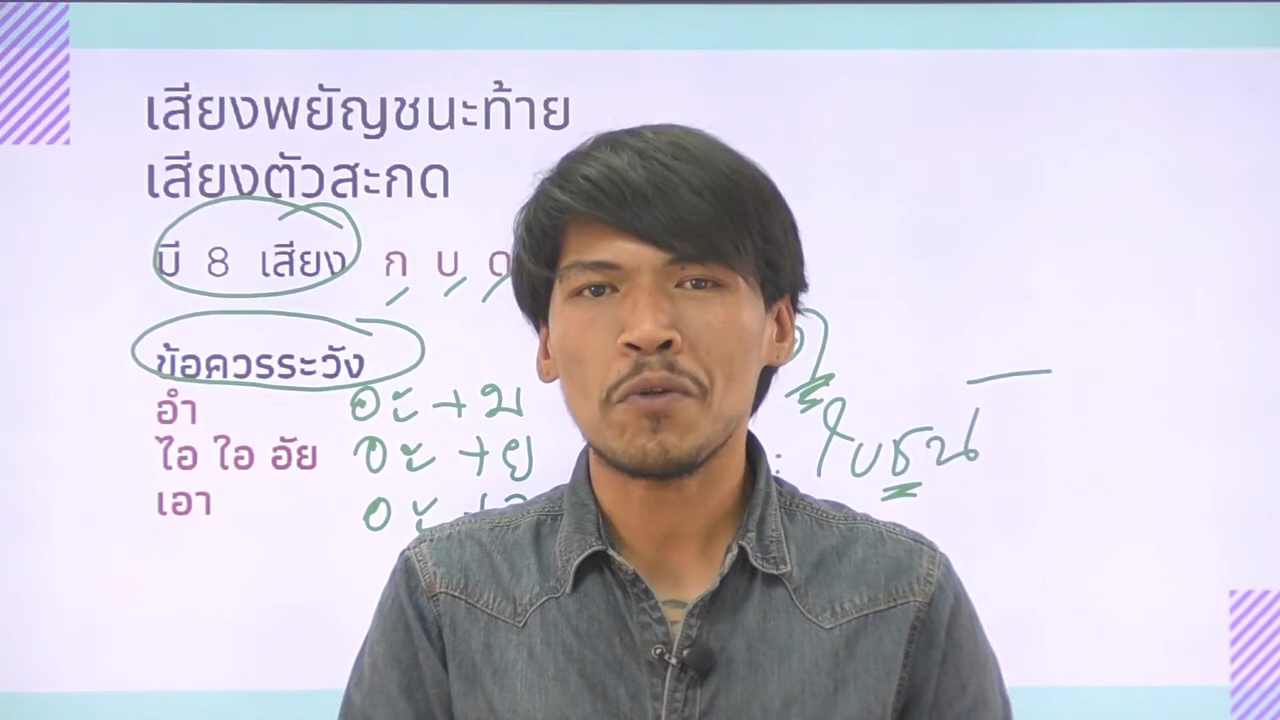 เสียงพยัญชนะท้าย
เสียงตัวสะกด
มี 8 เสียง ก บ ด
ข้อควรระวัง
อำ อะ + ม
ไอ ใอ อัย อะ + ย
เอา อะ +